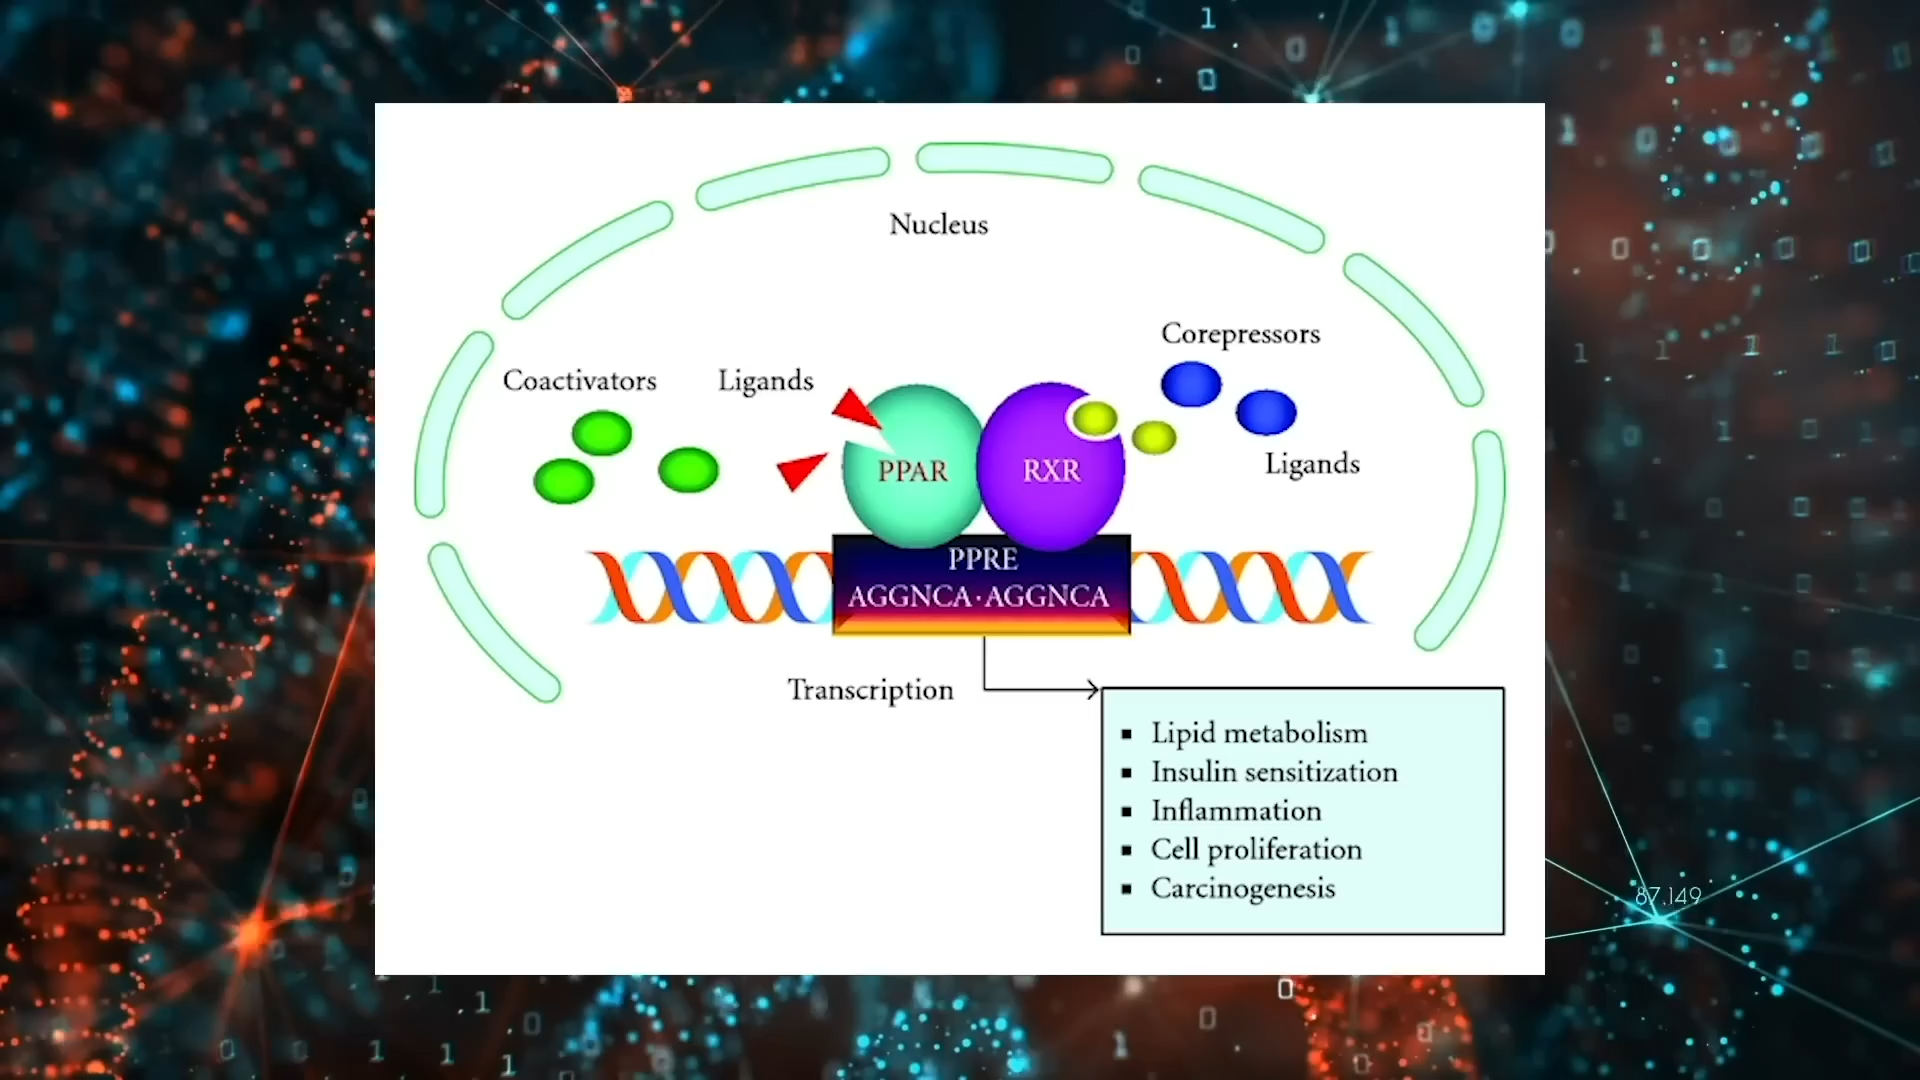 Nucleus
Corepressors
Coactivators
Ligands
Ligands
PPAR
RXR
PPRE
AGGNCA·AGGNCA
Transcription
▪ Lipid metabolism
▪ Insulin sensitization
▪ Inflammation
▪ Cell proliferation
▪ Carcinogenesis
87.149